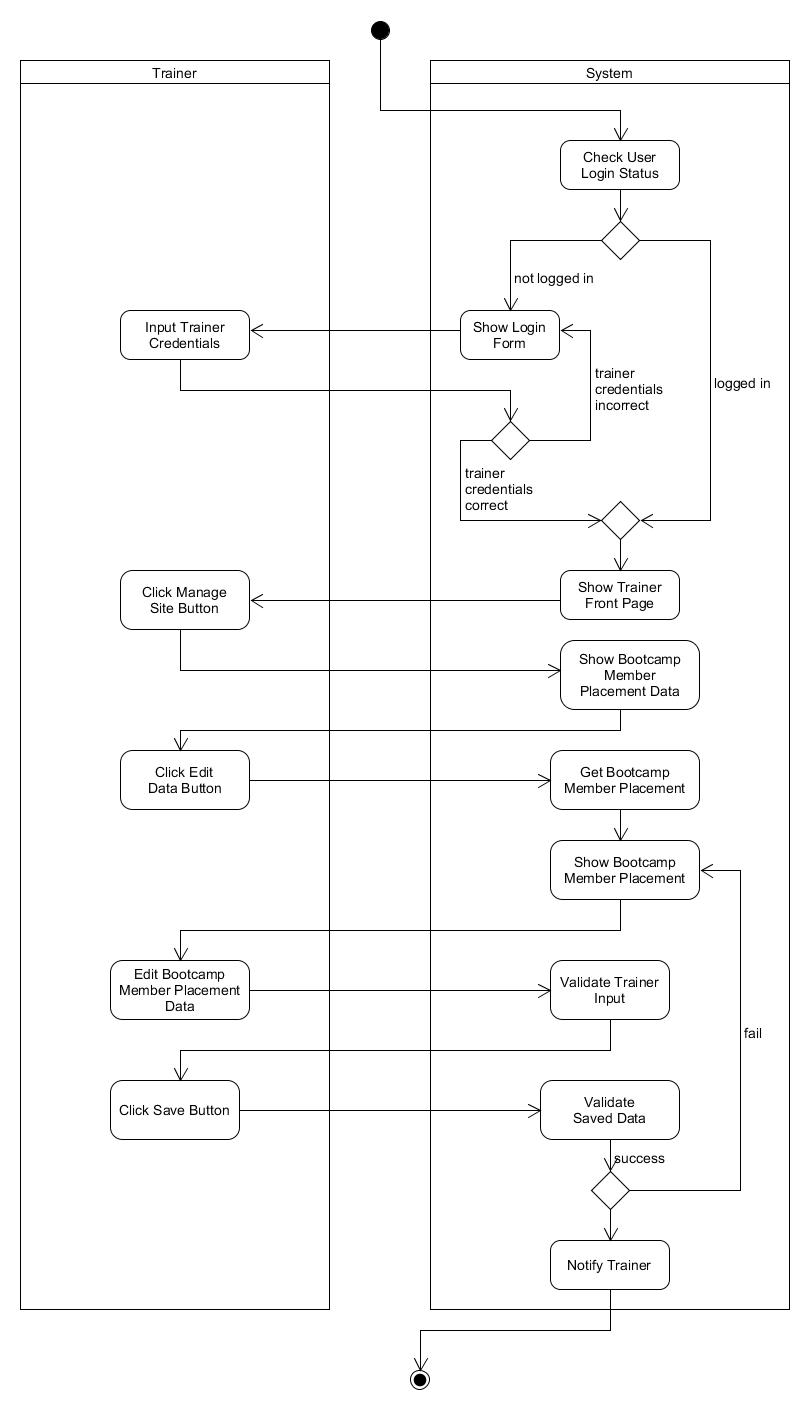 Trainer
System
Check User
Login Status
not logged in
Input Trainer
Credentials
Show Login
Form
trainer
credentials
incorrect
logged in
trainer
credentials
correct
Click Manage
Site Button
Show Trainer
Front Page
Show Bootcamp
Member
Placement Data
Click Edit
Data Button
Get Bootcamp
Member Placement
Show Bootcamp
Member Placement
Edit Bootcamp
Member Placement
Data
Validate Trainer
Input
fail
Click Save Button
Validate
Saved Data
success
Notify Trainer